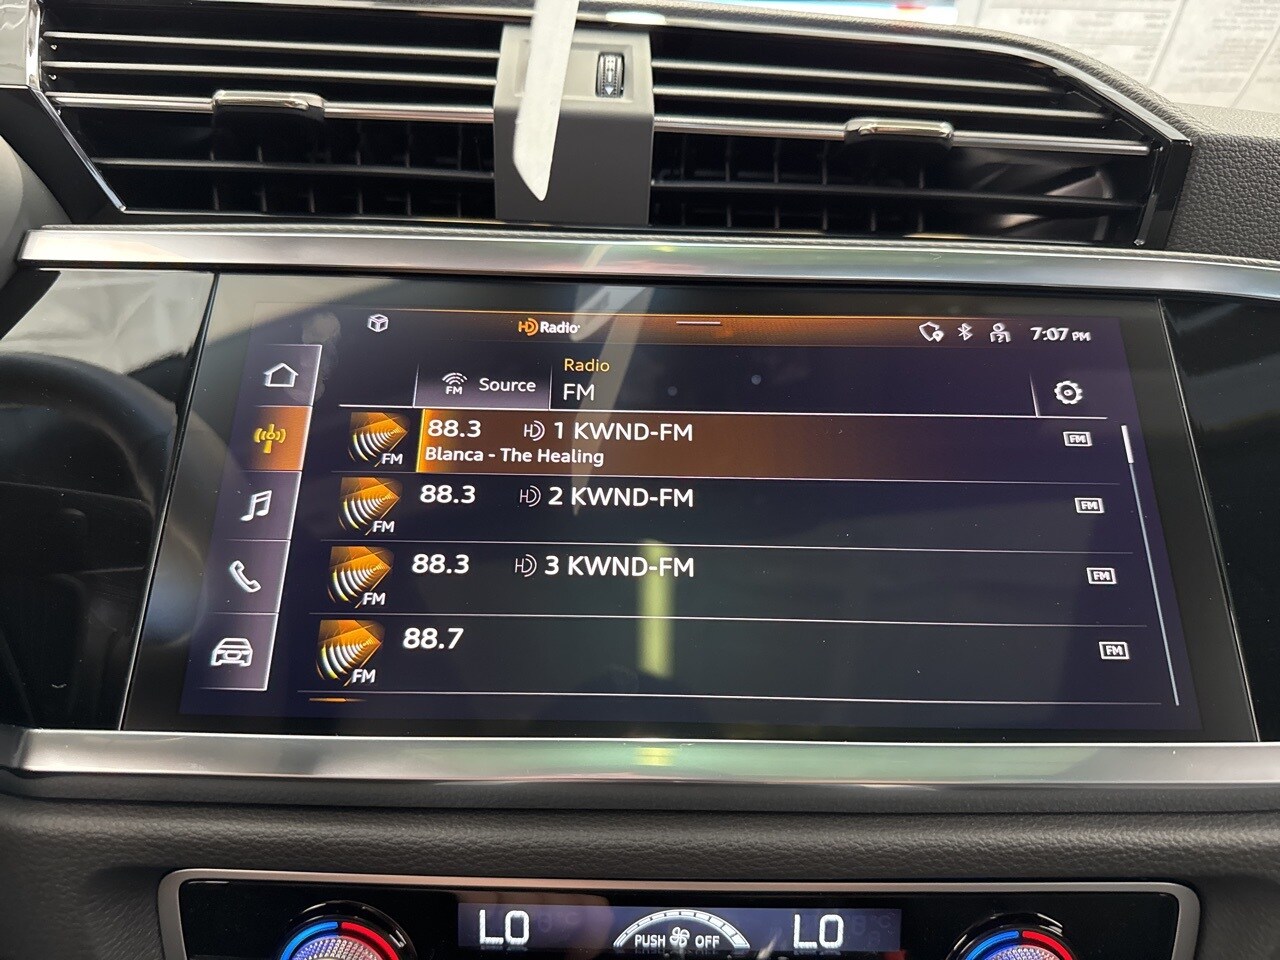 HD Radio
7:07 PM
FM Source
Radio
FM
88.3 HD 1 KWND-FM
Blanca - The Healing
FM
FM
88.3 HD 2 KWND-FM
FM
FM
88.3 HD 3 KWND-FM
FM
FM
88.7
FM
FM
LO
PUSH OFF
LO